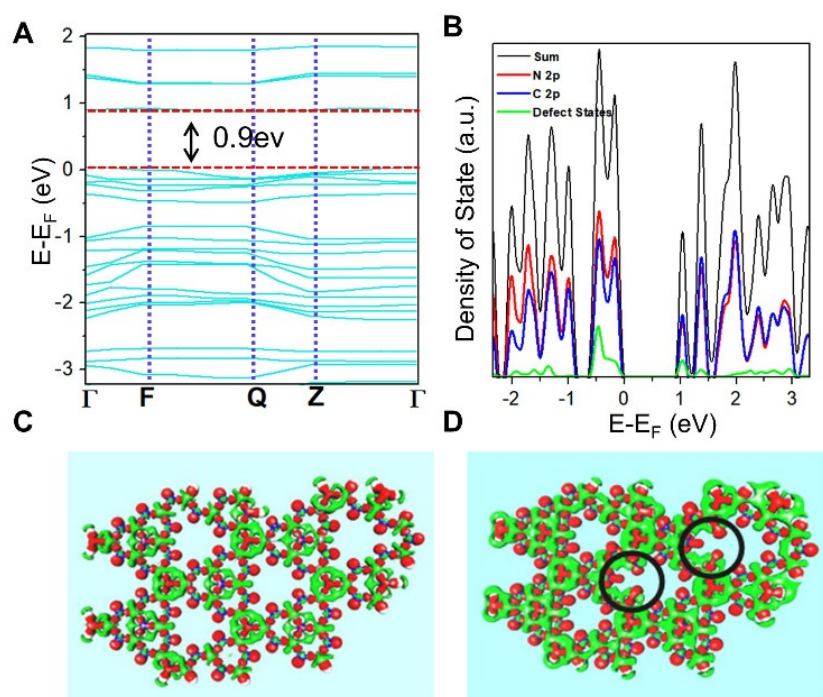 A
2
1
0
-1
-2
-3
E-EF (eV)
0.9ev
Γ
F
Q
Z
Γ
B
Sum
N 2p
C 2p
Defect States
Density of State (a.u.)
-2
-1
0
1
2
3
E-EF (eV)
C
D